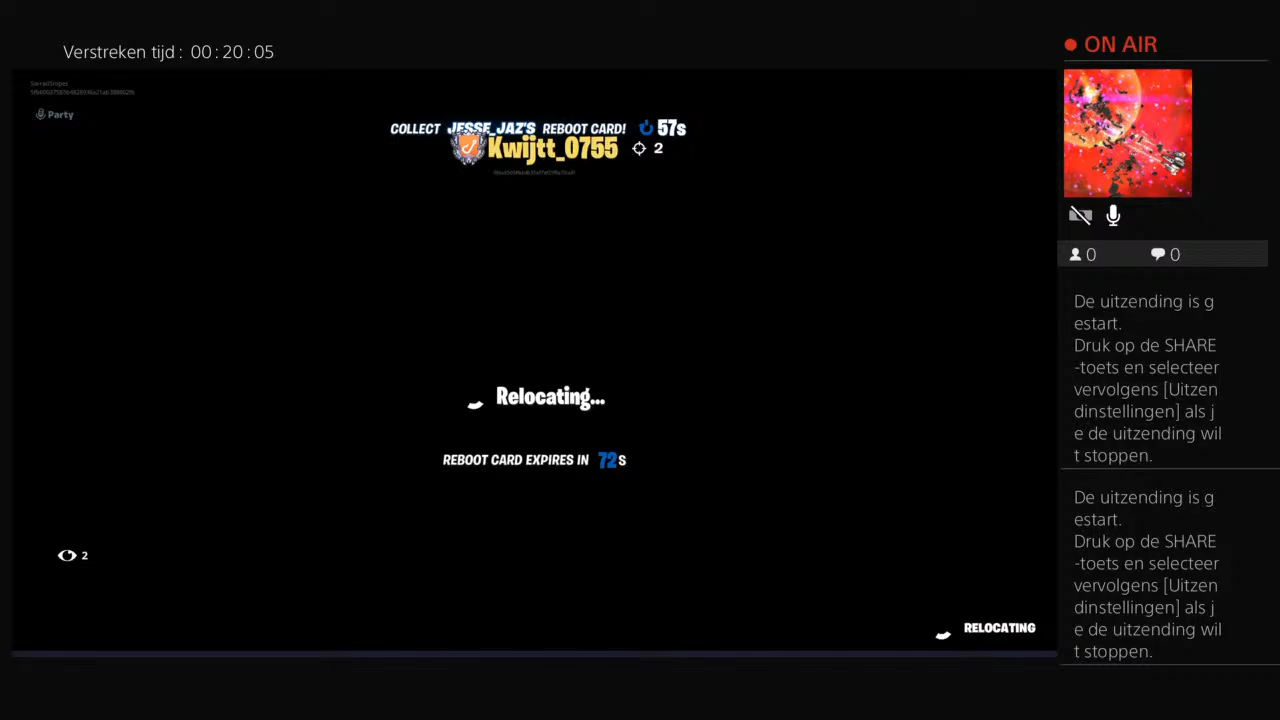 Verstreken tijd : 00:20:05
ON AIR
Party
COLLECT JESSE_JAZ'S REBOOT CARD! 57s
Kwijtt_0755 2
Relocating...
REBOOT CARD EXPIRES IN 72s
2
RELOCATING
0 0
De uitzending is g
estart.
Druk op de SHARE
-toets en selecteer
vervolgens [Uitzen
dinstellingen] als j
e de uitzending wil
t stoppen.
De uitzending is g
estart.
Druk op de SHARE
-toets en selecteer
vervolgens [Uitzen
dinstellingen] als j
e de uitzending wil
t stoppen.